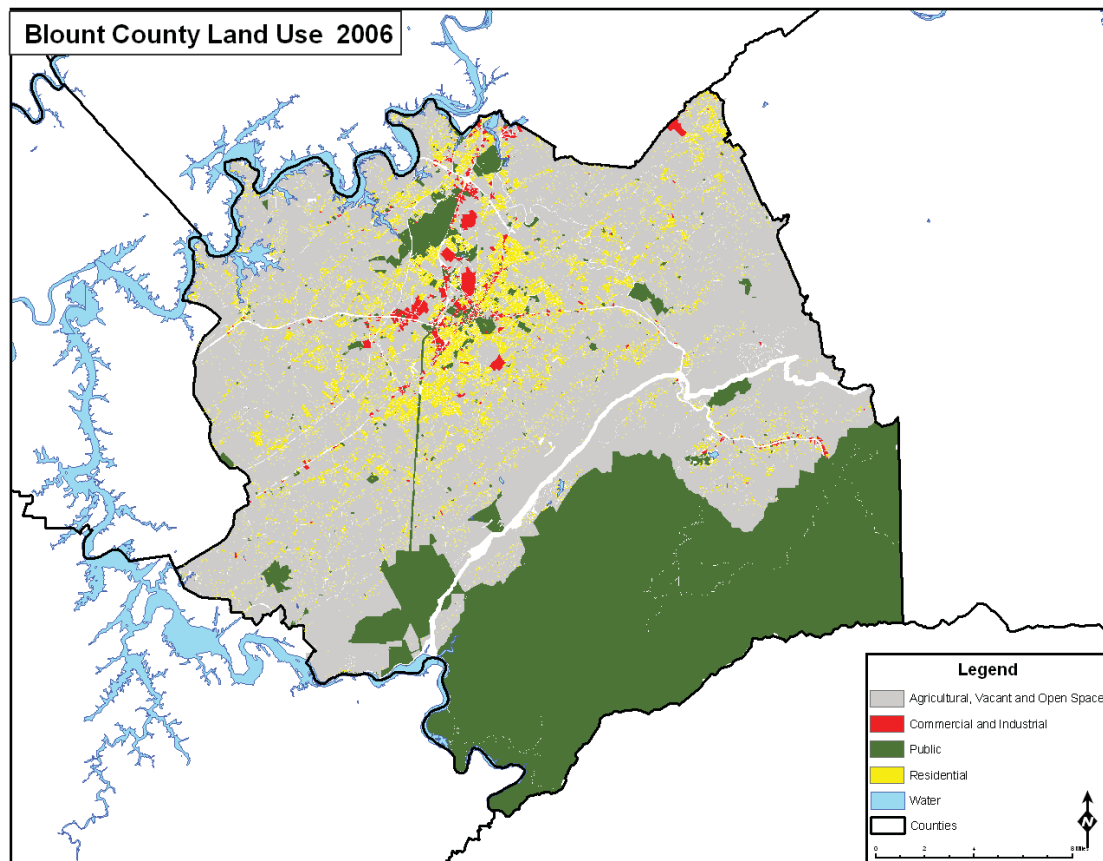 Blount County Land Use 2006
Legend
Agricultural, Vacant and Open Space
Commercial and Industrial
Public
Residential
Water
Counties
N
0 2 4 8 Miles